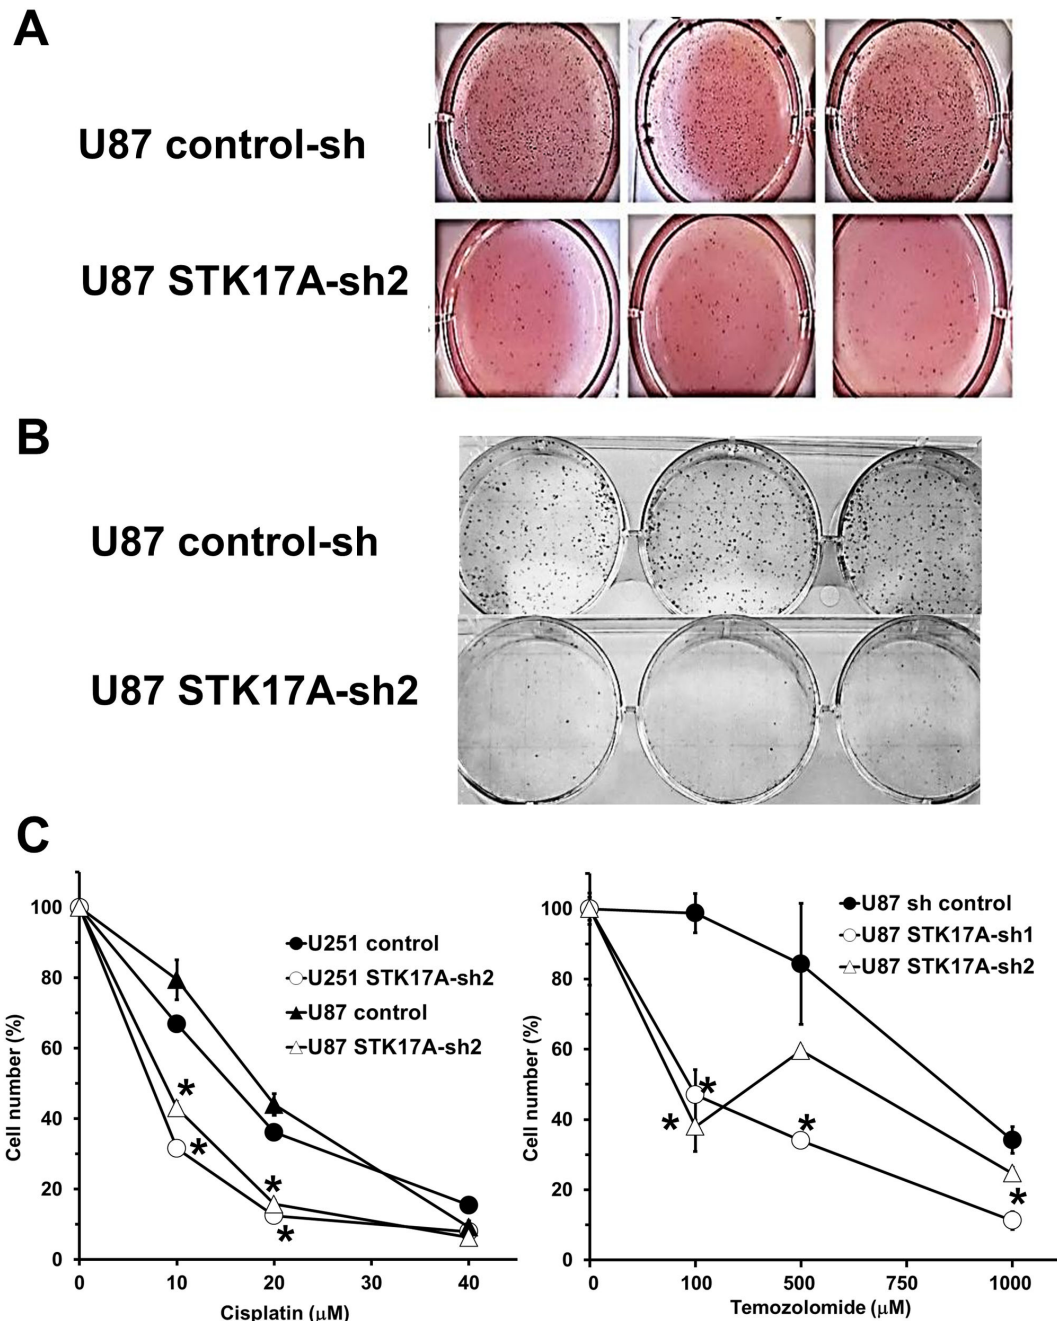 A
U87 control-sh
U87 STK17A-sh2
B
U87 control-sh
U87 STK17A-sh2
C
100
80
60
40
20
0
Cell number (%)
U251 control
U251 STK17A-sh2
U87 control
U87 STK17A-sh2
*
*
*
*
0 10 20 30 40
Cisplatin (μM)
100
80
60
40
20
0
Cell number (%)
U87 sh control
U87 STK17A-sh1
U87 STK17A-sh2
*
*
*
*
0 100 500 750 1000
Temozolomide (μM)